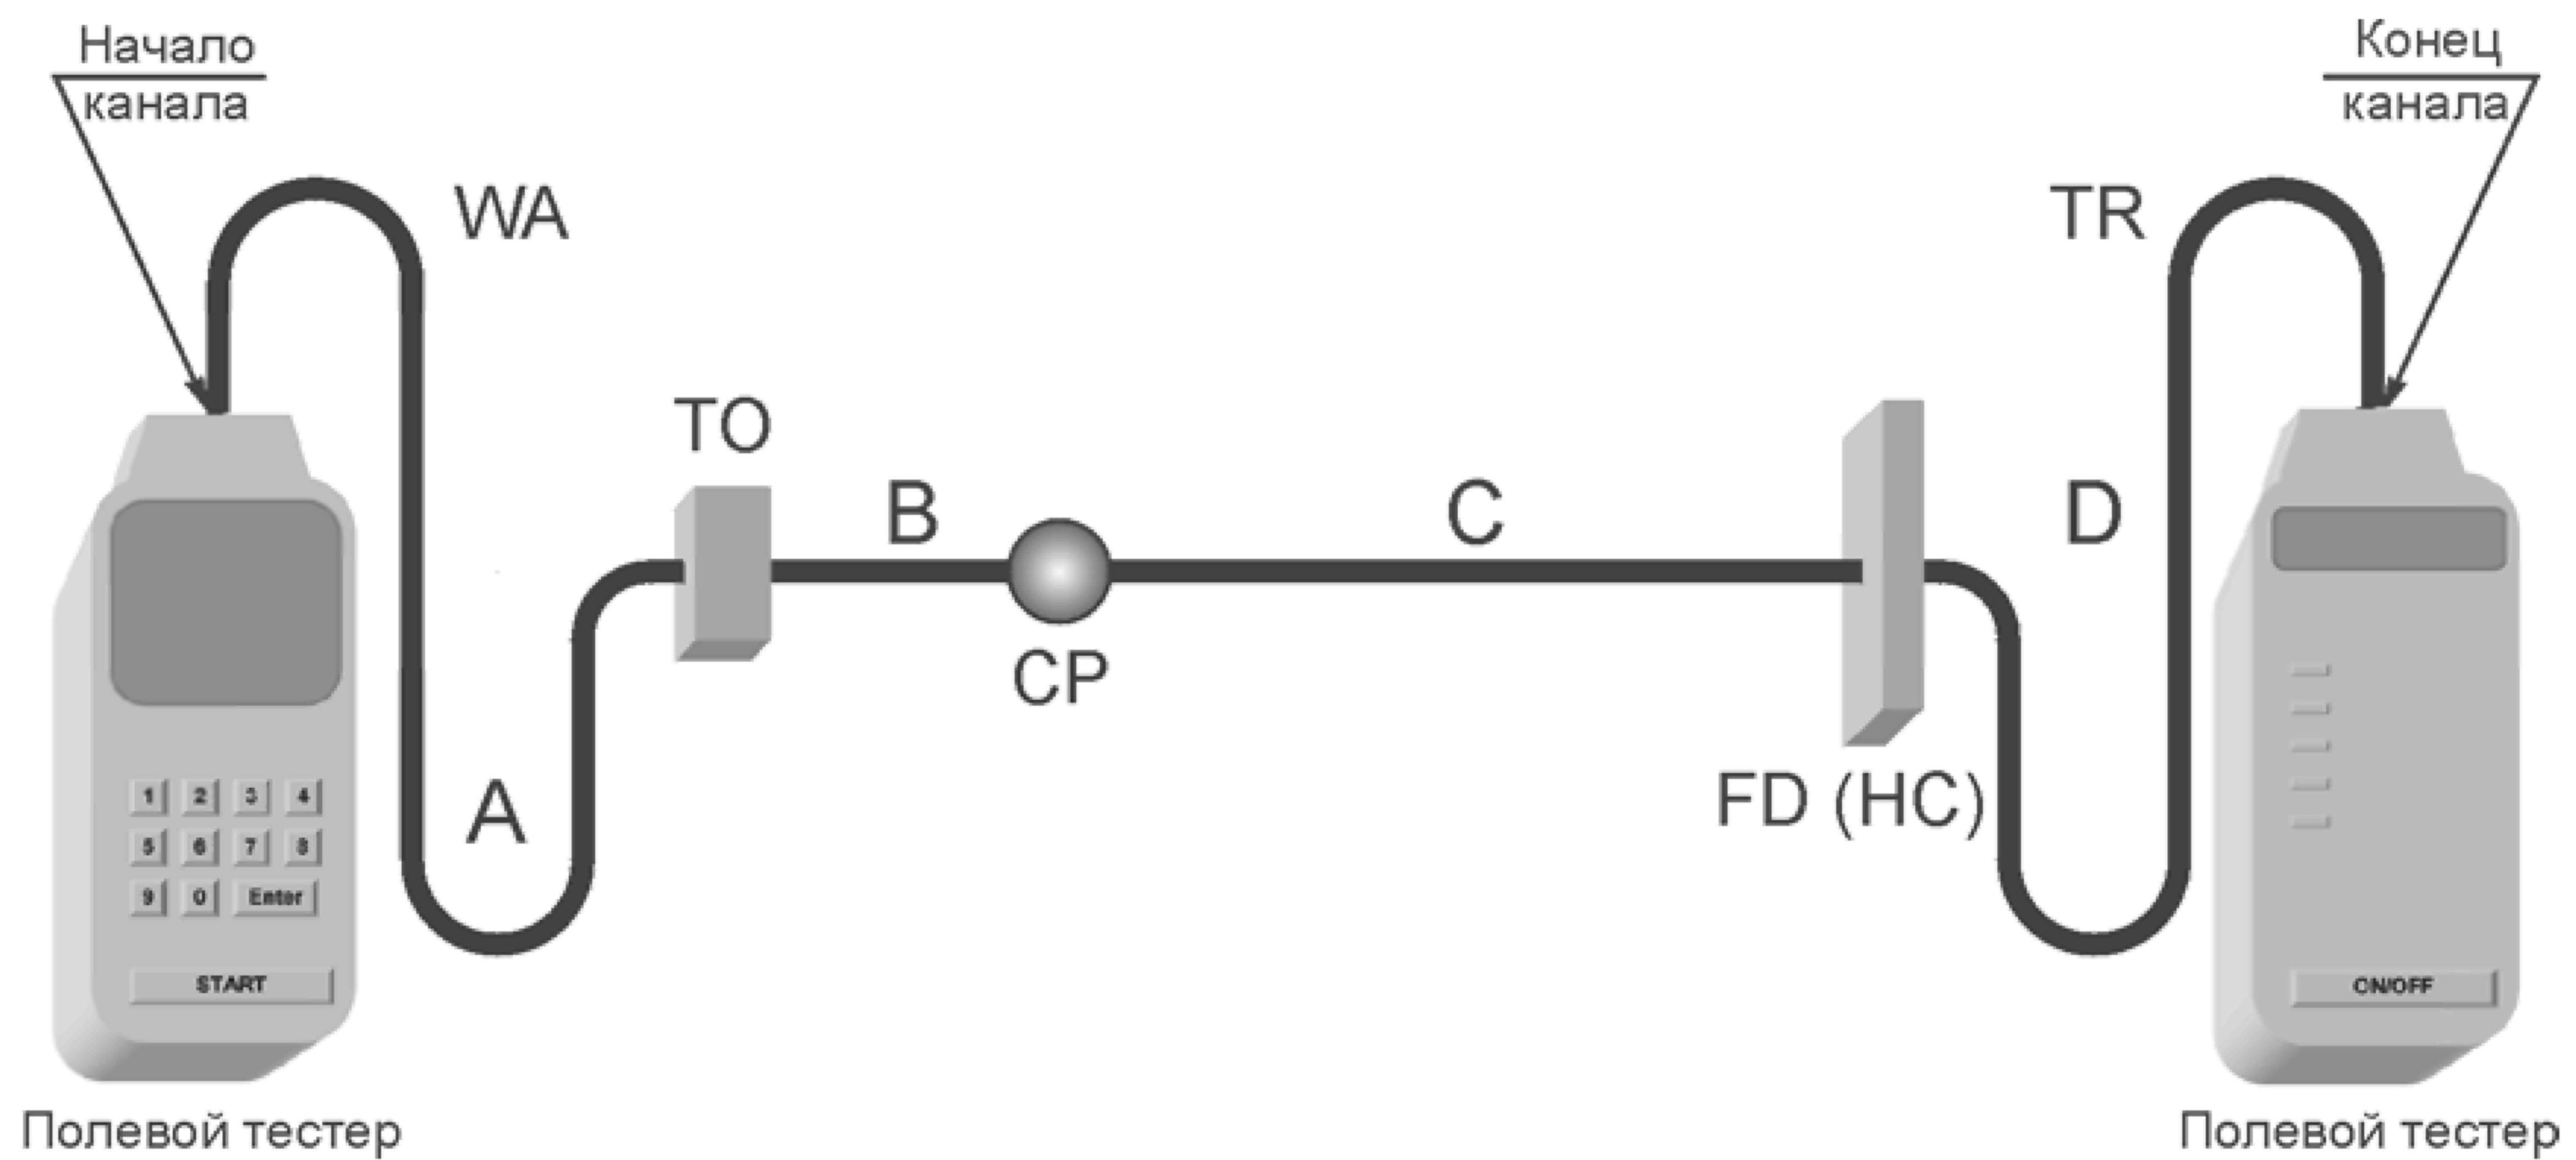 Начало
канала
Конец
канала
WA
TR
TO
B
C
D
CP
A
FD (HC)
1 2 3 4
5 6 7 8
9 0 Enter
START
ON/OFF
Полевой тестер
Полевой тестер